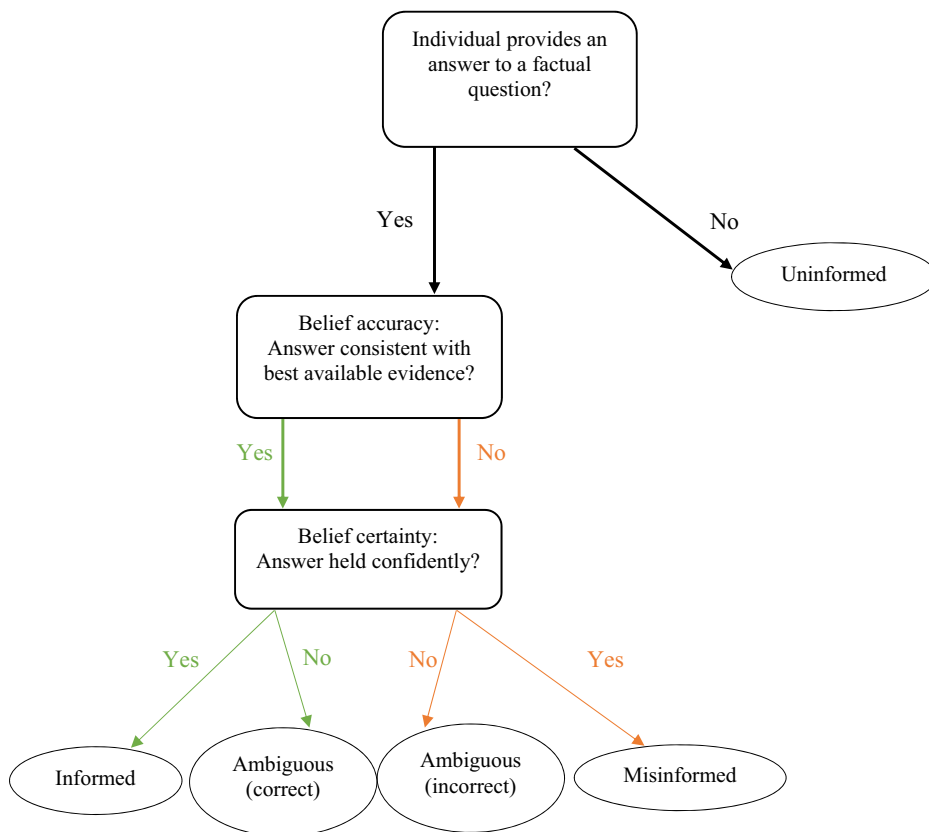 Individual provides an
answer to a factual
question?
Yes
No
Uninformed
Belief accuracy:
Answer consistent with
best available evidence?
Yes
No
Belief certainty:
Answer held confidently?
Yes
No
No
Yes
Informed
Ambiguous
(correct)
Ambiguous
(incorrect)
Misinformed